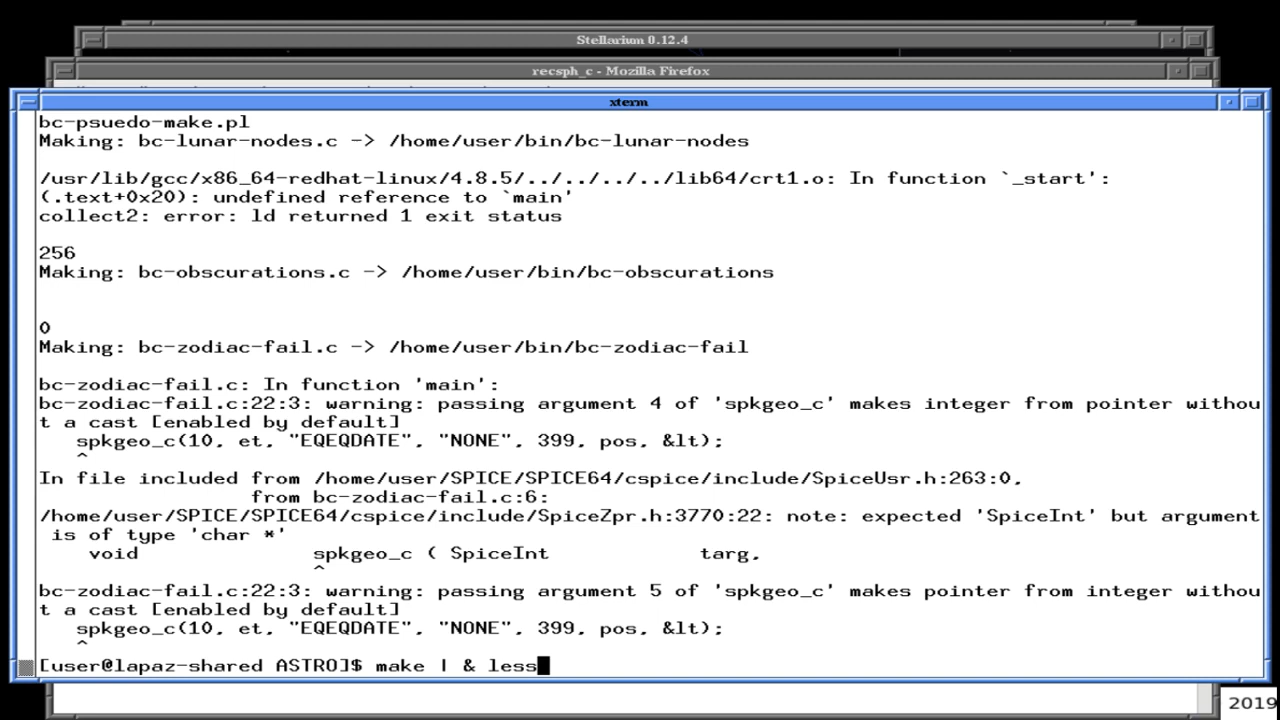 Stellarium 0.12.4
recsph_c - Mozilla Firefox
xterm
bc-psuedo-make.pl
Making: bc-lunar-nodes.c -> /home/user/bin/bc-lunar-nodes
/usr/lib/gcc/x86_64-redhat-linux/4.8.5/../../../../lib64/crt1.o: In function `_start':
(.text+0x20): undefined reference to `main'
collect2: error: ld returned 1 exit status
256
Making: bc-obscurations.c -> /home/user/bin/bc-obscurations
0
Making: bc-zodiac-fail.c -> /home/user/bin/bc-zodiac-fail
bc-zodiac-fail.c: In function 'main':
bc-zodiac-fail.c:22:3: warning: passing argument 4 of 'spkgeo_c' makes integer from pointer withou
t a cast [enabled by default]
spkgeo_c(10, et, "EQEQDATE", "NONE", 399, pos, &lt);
^
In file included from /home/user/SPICE/SPICE64/cspice/include/SpiceUsr.h:263:0,
from bc-zodiac-fail.c:6:
/home/user/SPICE/SPICE64/cspice/include/SpiceZpr.h:3770:22: note: expected 'SpiceInt' but argument
is of type 'char *'
void spkgeo_c ( SpiceInt targ,
^
bc-zodiac-fail.c:22:3: warning: passing argument 5 of 'spkgeo_c' makes pointer from integer withou
t a cast [enabled by default]
spkgeo_c(10, et, "EQEQDATE", "NONE", 399, pos, &lt);
^
[user@lapaz-shared ASTRO]$ make | & less
2019